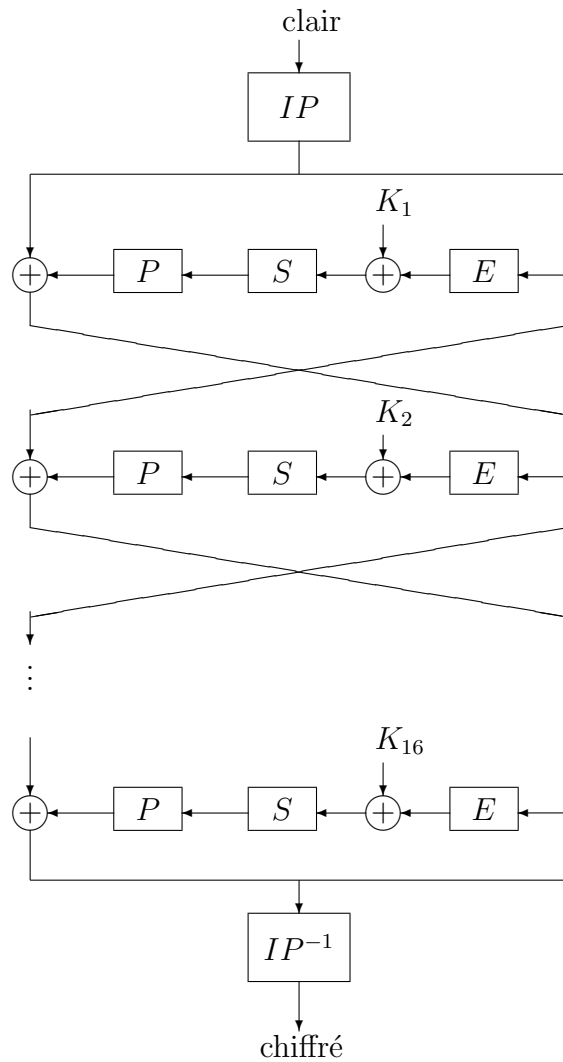 clair
IP
K₁
P S E
K₂
P S E
⋮
K₁₆
P S E
IP⁻¹
chiffré